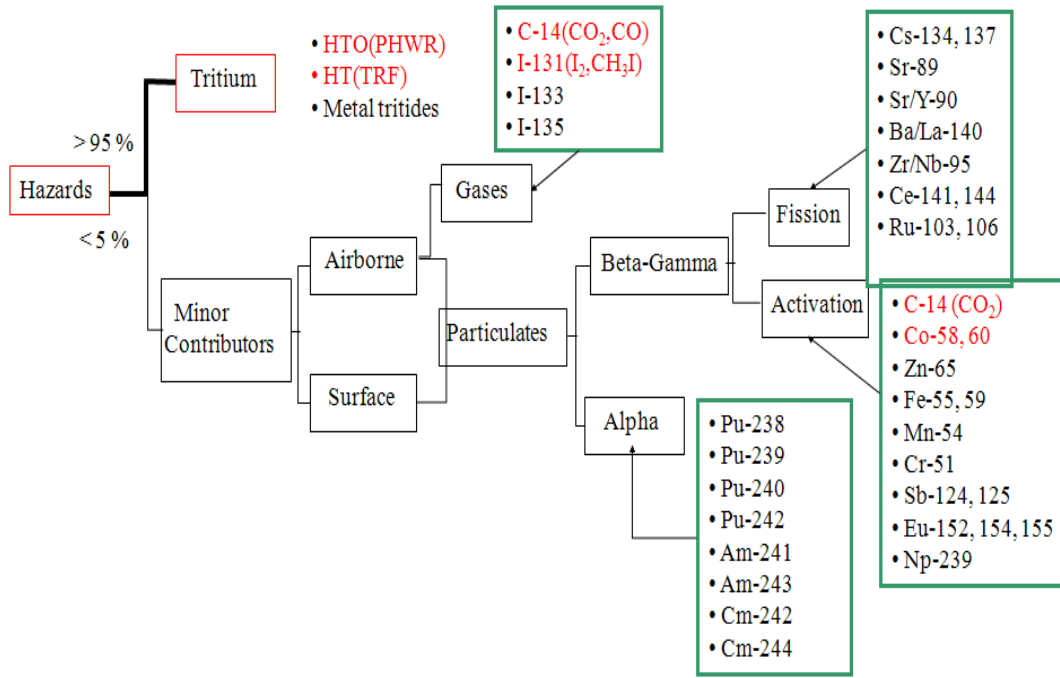 • HTO(PHWR)
• HT(TRF)
• Metal tritides
• C-14(CO₂,CO)
• I-131(I₂,CH₃I)
• I-133
• I-135
• Cs-134, 137
• Sr-89
• Sr/Y-90
• Ba/La-140
• Zr/Nb-95
• Ce-141, 144
• Ru-103, 106
Tritium
>95 %
Hazards
<5 %
Gases
Fission
Airborne
Beta-Gamma
Minor
Contributors
Particulates
Activation
Surface
Alpha
• C-14 (CO₂)
• Co-58, 60
• Zn-65
• Fe-55, 59
• Mn-54
• Cr-51
• Sb-124, 125
• Eu-152, 154, 155
• Np-239
• Pu-238
• Pu-239
• Pu-240
• Pu-242
• Am-241
• Am-243
• Cm-242
• Cm-244